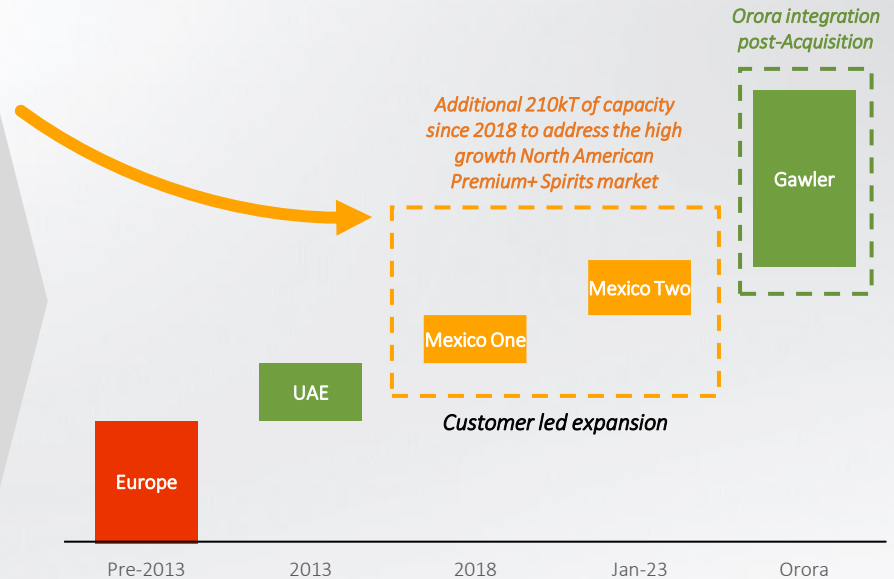 Orora integration
post-Acquisition
Additional 210kT of capacity
since 2018 to address the high
growth North American
Premium+ Spirits market
Gawler
Mexico Two
Mexico One
UAE
Customer led expansion
Europe
Pre-2013
2013
2018
Jan-23
Orora